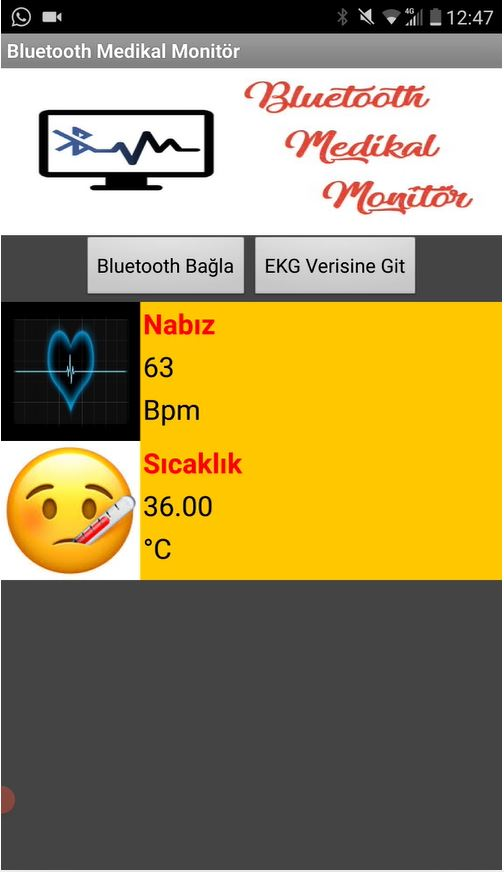 4G 12:47
Bluetooth Medikal Monitör
Bluetooth
Medikal
Monitör
Bluetooth Bağla EKG Verisine Git
Nabız
63
Bpm
Sıcaklık
36.00
°C